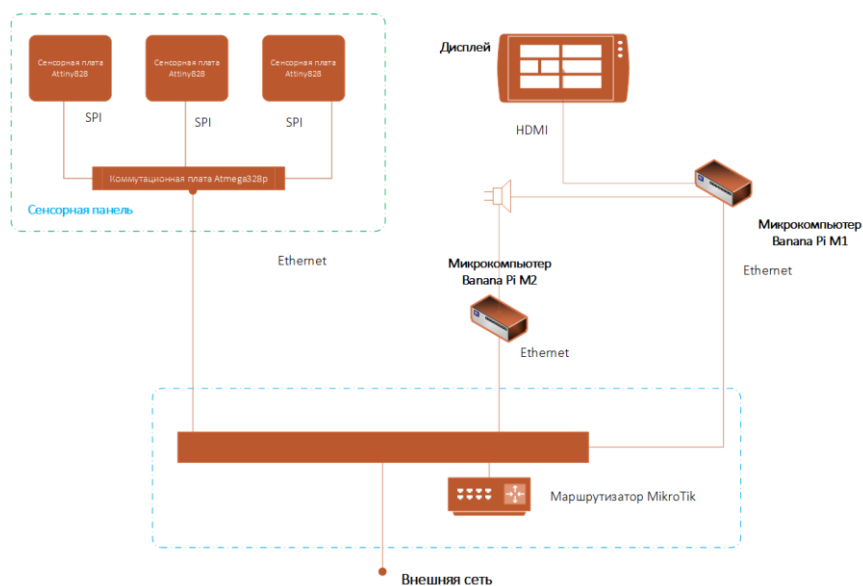 Сенсорная плата
Attiny828
Сенсорная плата
Attiny828
Сенсорная плата
Attiny828
SPI
SPI
SPI
Коммутационная плата Atmega328p
Сенсорная панель
Дисплей
HDMI
Микрокомпьютер
Banana Pi M1
Ethernet
Ethernet
Микрокомпьютер
Banana Pi M2
Ethernet
Маршрутизатор MikroTik
Внешняя сеть